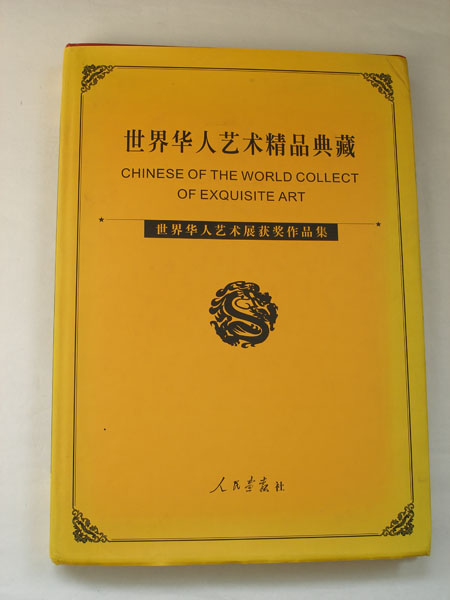 世界华人艺术精品典藏
CHINESE OF THE WORLD COLLECT
OF EXQUISITE ART
世界华人艺术展获奖作品集
人民画报社